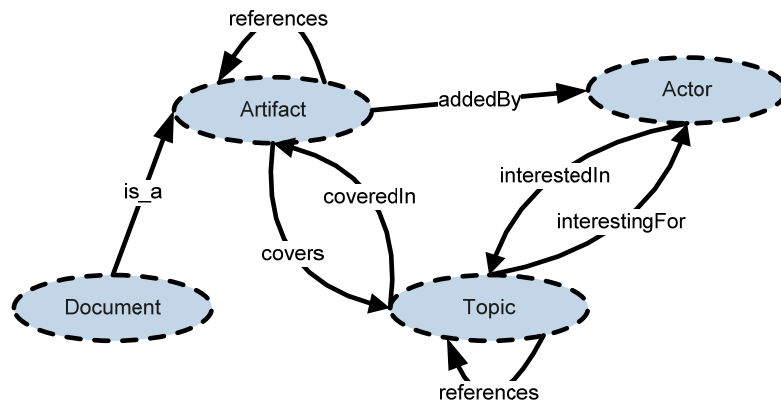 references
Artifact
addedBy
Actor
is_a
coveredIn
interestedIn
covers
interestingFor
Document
Topic
references